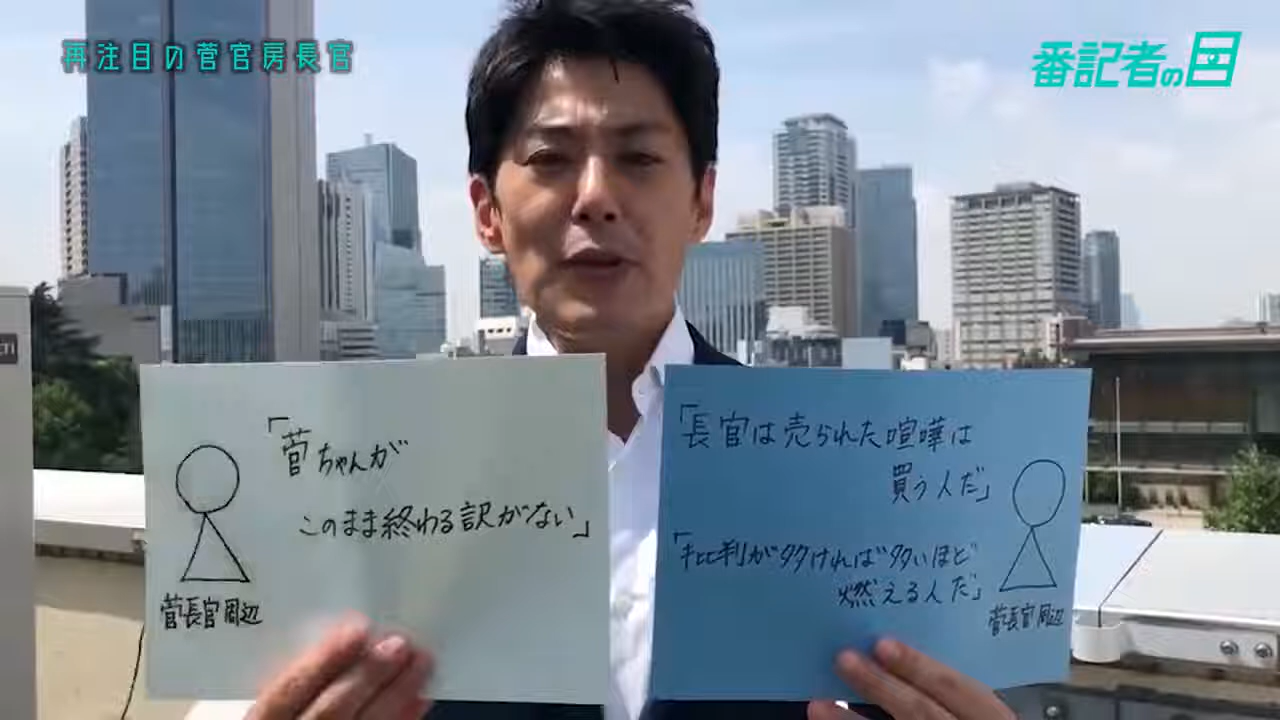 再注目の菅官房長官
番記者の目
「菅ちゃんが
このまま終わる訳がない」
菅長官周辺
「長官は売られた喧嘩は
買う人だ」
「批判が多ければ多いほど
燃える人だ」
菅長官周辺